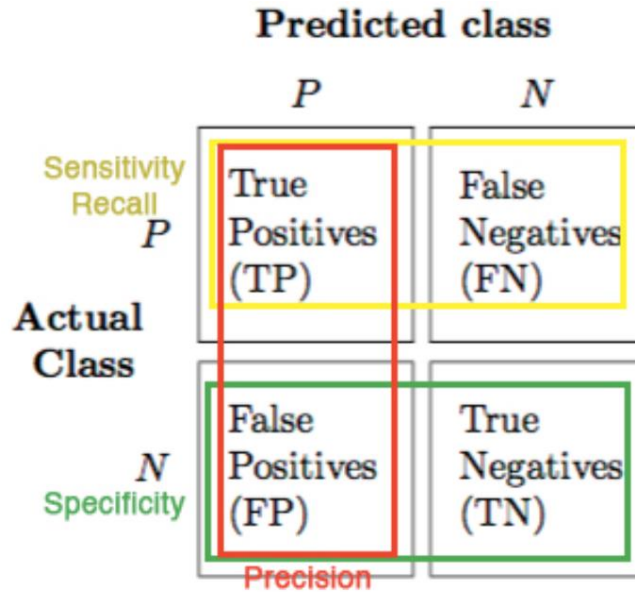 Predicted class
P N
Sensitivity
Recall
P
True
Positives
(TP)
False
Negatives
(FN)
Actual
Class
N
Specificity
False
Positives
(FP)
True
Negatives
(TN)
Precision